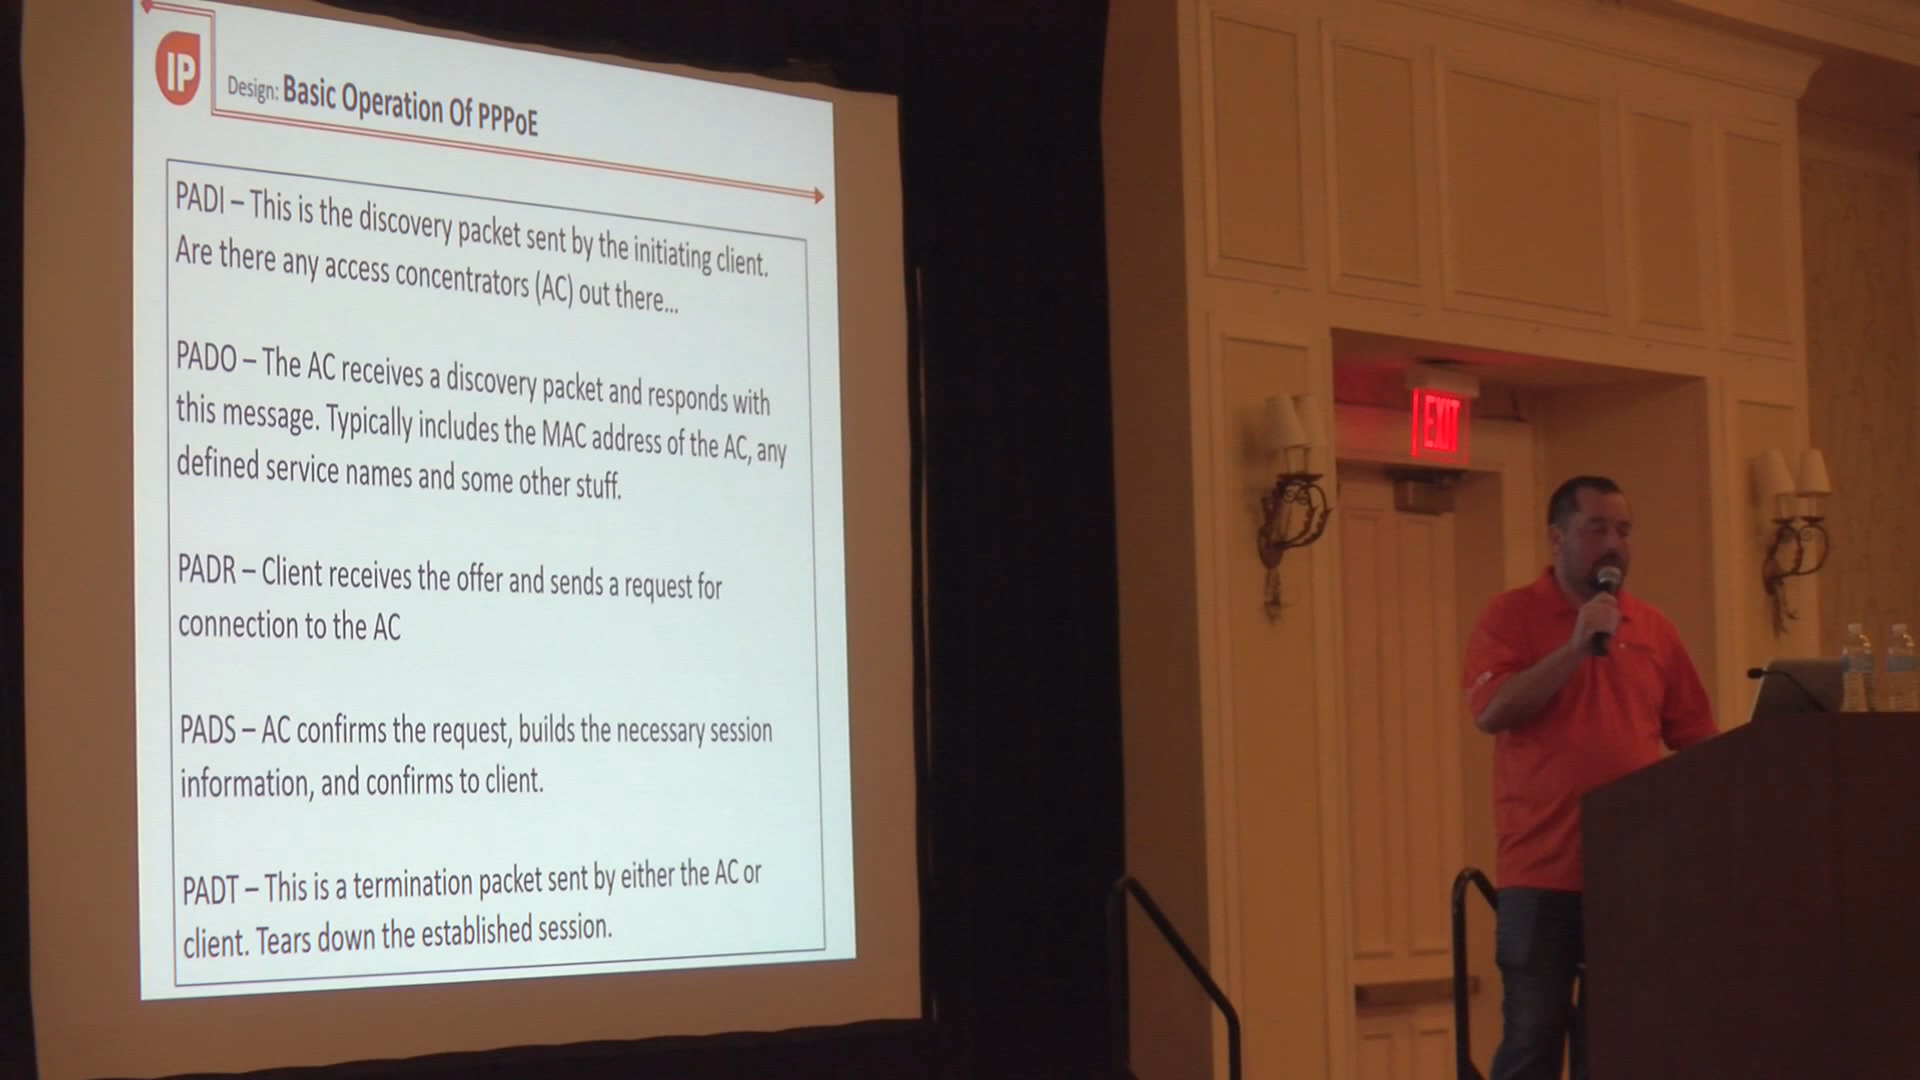 IP
Design: Basic Operation Of PPPoE
PADI – This is the discovery packet sent by the initiating client.
Are there any access concentrators (AC) out there...
PADO – The AC receives a discovery packet and responds with
this message. Typically includes the MAC address of the AC, any
defined service names and some other stuff.
PADR – Client receives the offer and sends a request for
connection to the AC
PADS – AC confirms the request, builds the necessary session
information, and confirms to client.
PADT – This is a termination packet sent by either the AC or
client. Tears down the established session.
EXIT